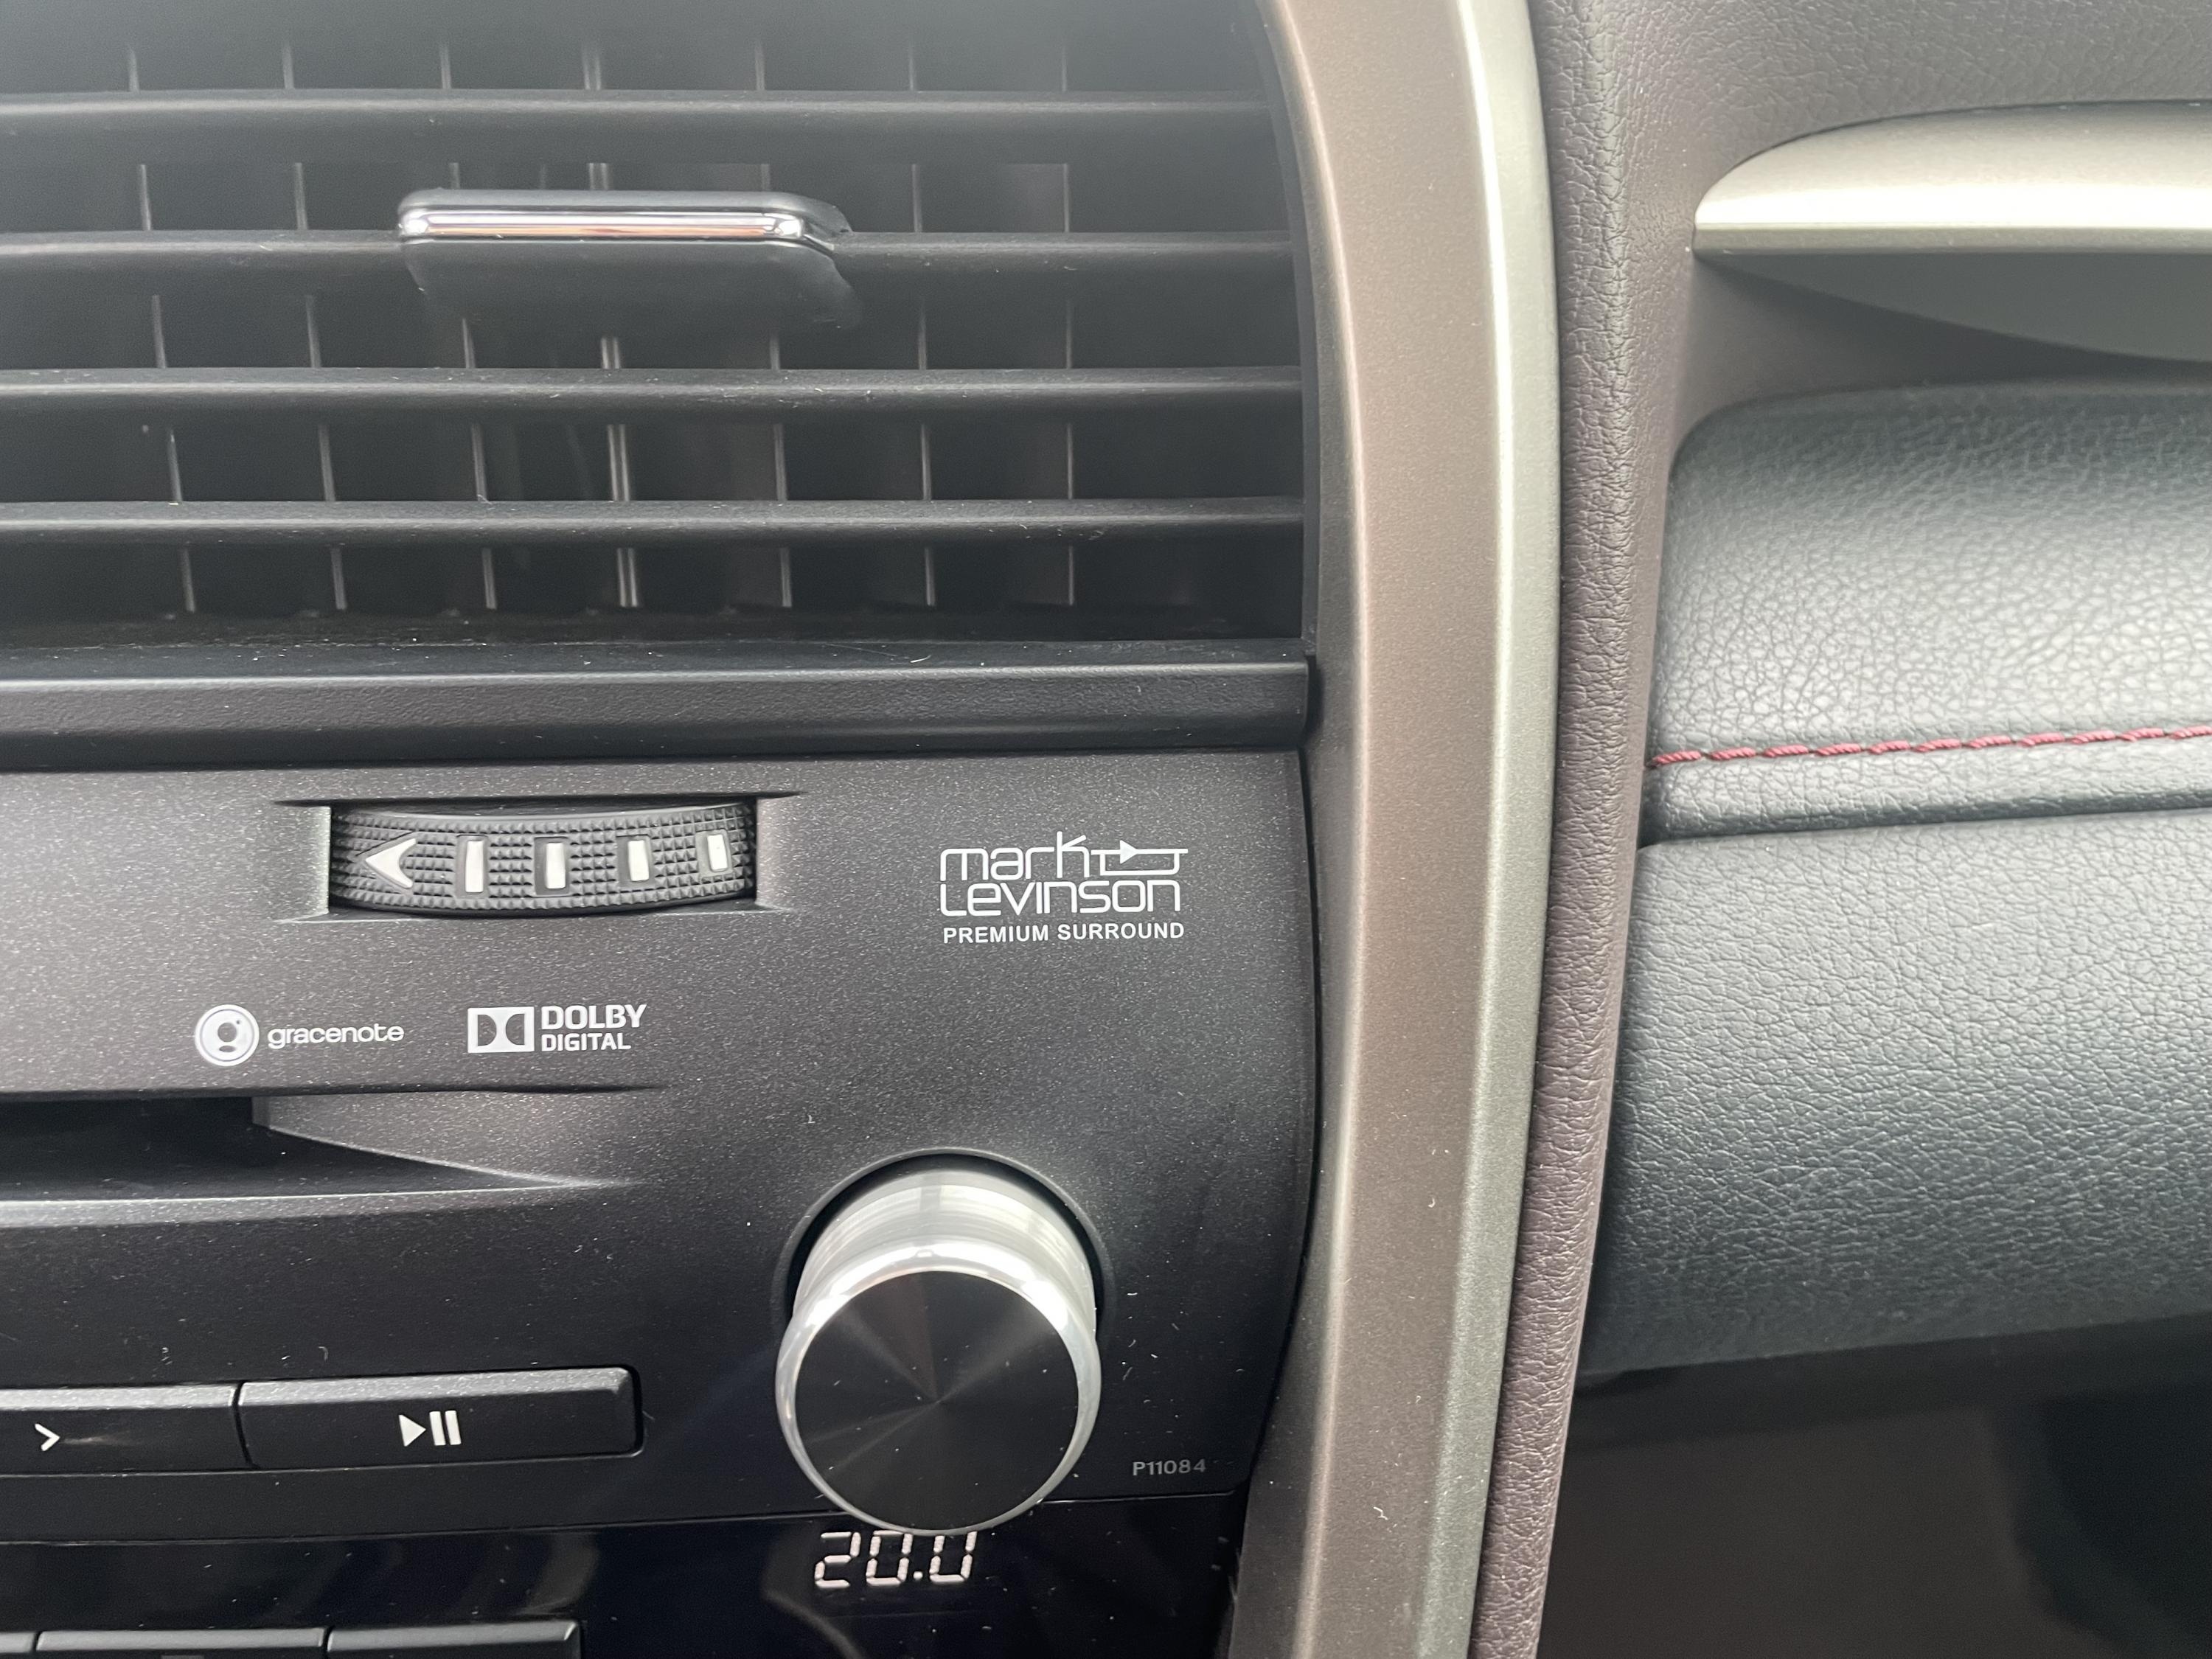 mark
Levinson
PREMIUM SURROUND
gracenote
DOLBY
DIGITAL
P11084
20.0